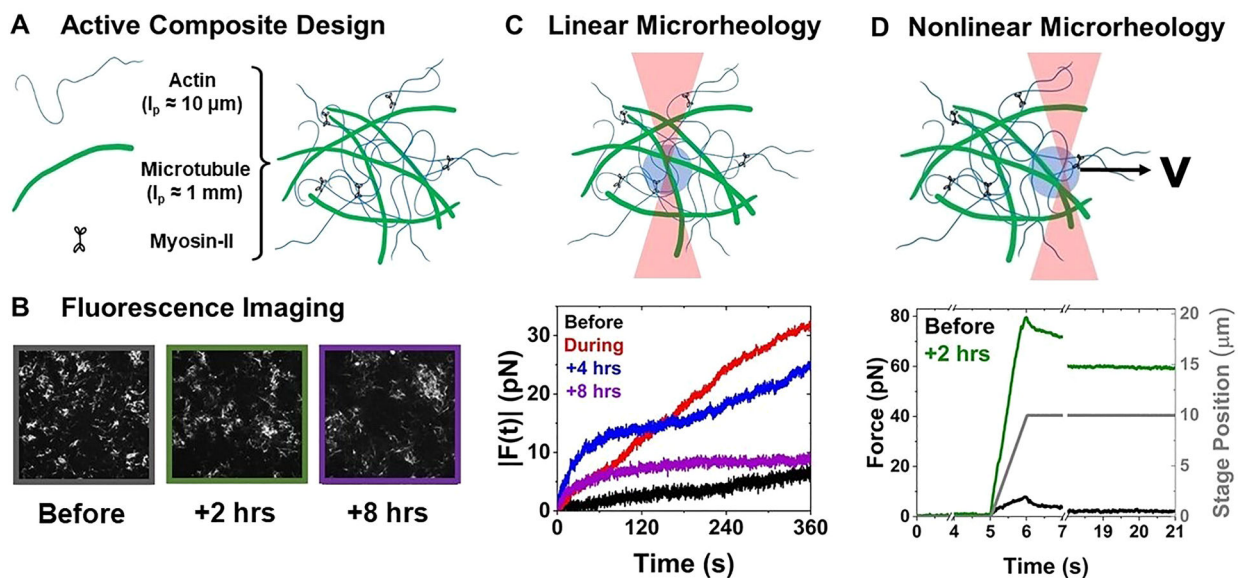 A Active Composite Design
Actin
(lₚ ≈ 10 μm)
Microtubule
(lₚ ≈ 1 mm)
Myosin-II
B Fluorescence Imaging
Before
+2 hrs
+8 hrs
C Linear Microrheology
Before
During
+4 hrs
+8 hrs
|F(t)| (pN)
30
20
10
0
0 120 240 360
Time (s)
D Nonlinear Microrheology
V
Before
+2 hrs
Force (pN)
80
60
40
20
0
20
15
10
5
0
Stage Position (μm)
0 4 5 6 7 19 20 21
Time (s)